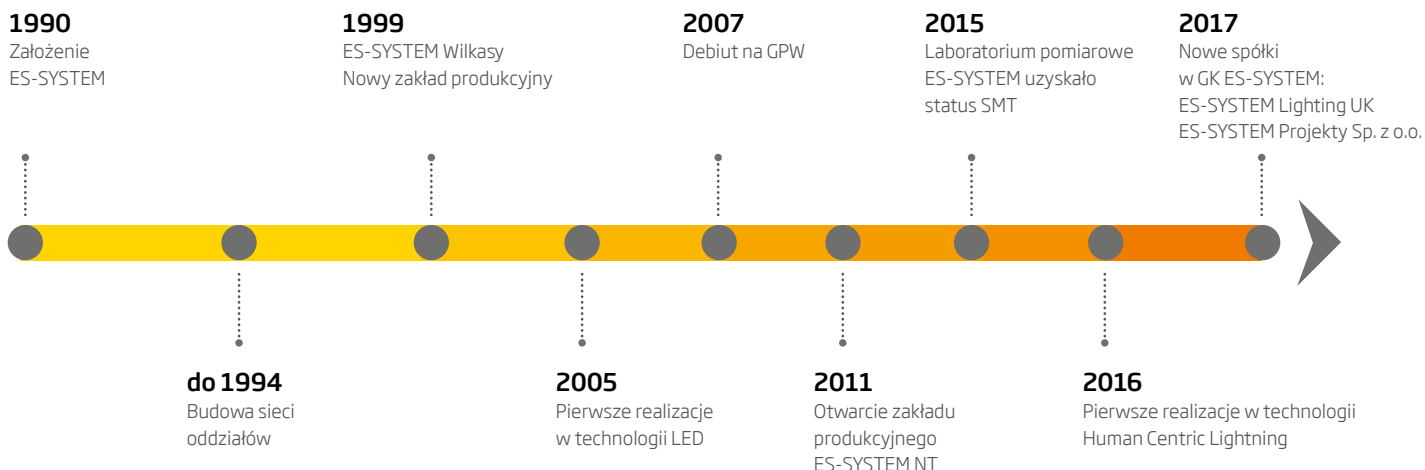 1990
Założenie
ES-SYSTEM
1999
ES-SYSTEM Wilkasy
Nowy zakład produkcyjny
2007
Debiut na GPW
2015
Laboratorium pomiarowe
ES-SYSTEM uzyskało
status SMT
2017
Nowe spółki
w GK ES-SYSTEM:
ES-SYSTEM Lighting UK
ES-SYSTEM Projekty Sp. z o.o.
do 1994
Budowa sieci
oddziałów
2005
Pierwsze realizacje
w technologii LED
2011
Otwarcie zakładu
produkcyjnego
ES-SYSTEM NT
2016
Pierwsze realizacje w technologii
Human Centric Lightning